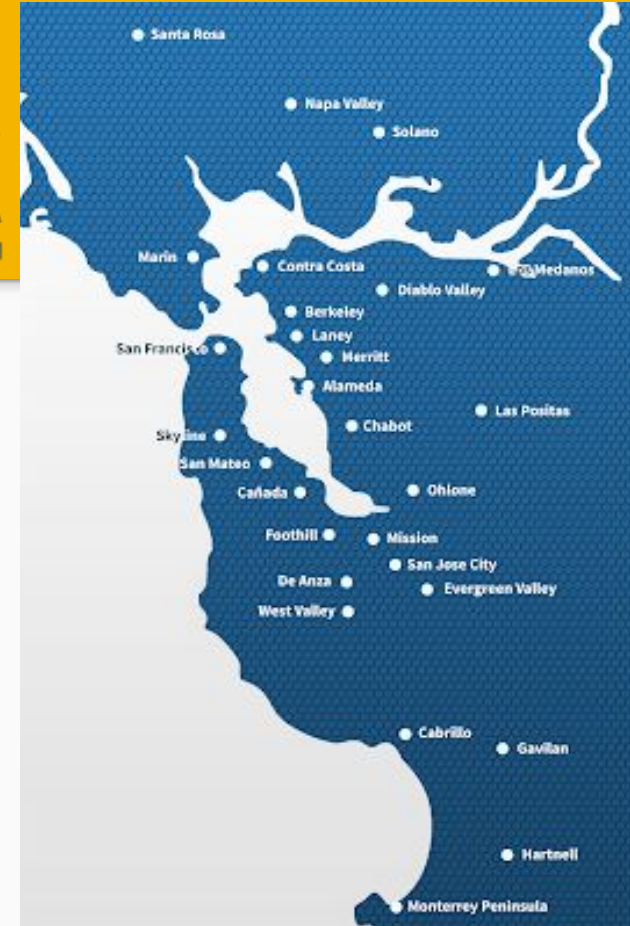 Santa Rosa
Napa Valley
Solano
Marin
Contra Costa
Los Medanos
Diablo Valley
Berkeley
Laney
San Francisco
Merritt
Alameda
Las Positas
Chabot
Skyline
San Mateo
Cañada
Ohlone
Foothill
Mission
San Jose City
De Anza
Evergreen Valley
West Valley
Cabrillo
Gavilan
Hartnell
Monterrey Peninsula